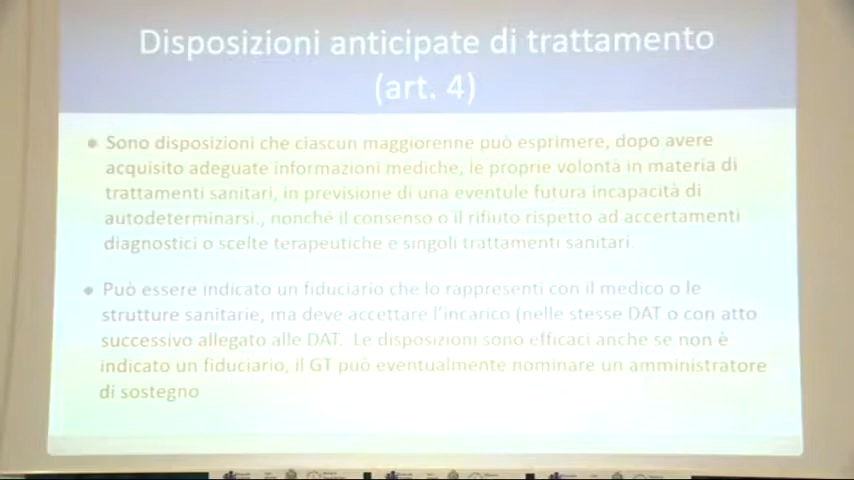 Disposizioni anticipate di trattamento
(art. 4)
Sono disposizioni che ciascun maggiorenne può esprimere, dopo avere
acquisito adeguate informazioni mediche, le proprie volontà in materia di
trattamenti sanitari, in previsione di una eventule futura incapacità di
autodeterminarsi., nonché il consenso o il rifiuto rispetto ad accertamenti
diagnostici o scelte terapeutiche e singoli trattamenti sanitari.
Può essere indicato un fiduciario che lo rappresenti con il medico o le
strutture sanitarie, ma deve accettare l'incarico (nelle stesse DAT o con atto
successivo allegato alle DAT. Le disposizioni sono efficaci anche se non è
indicato un fiduciario, il GT può eventualmente nominare un amministratore
di sostegno